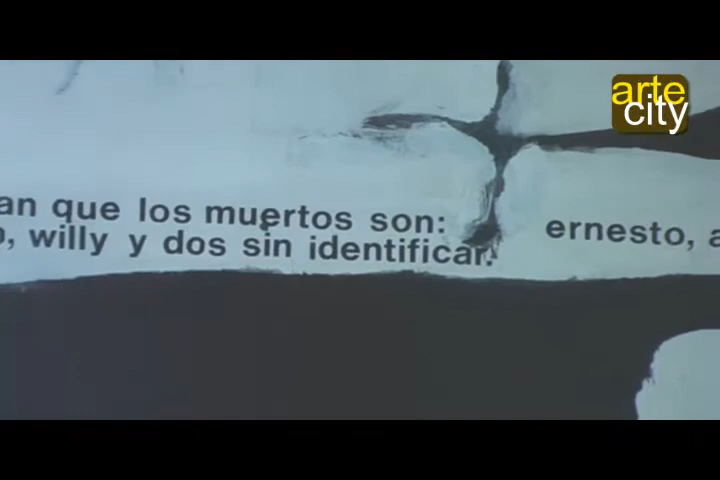 arte
city
an que los muertos son: ernesto, a
, willy y dos sin identificar.